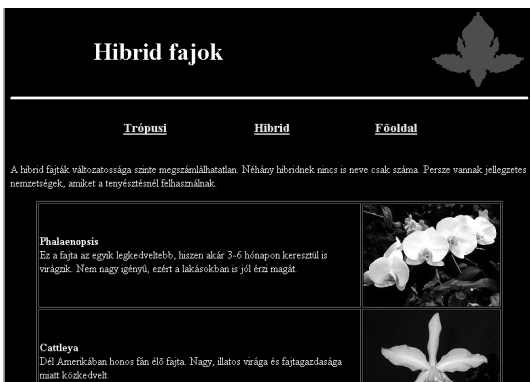 Hibrid fajok
Trópusi Hibrid Főoldal
A hibrid fajták változatossága szinte megszámlálhatatlan. Néhány hibridnek nincs is neve csak száma. Persze vannak jellegzetes
nemzetségek, amiket a tenyésztésnél felhasználnak.
Phalaenopsis
Ez a fajta az egyik legkedveltebb, hiszen akár 3-6 hónapon keresztül is
virágzik. Nem nagy igényű, ezért a lakásokban is jól érzi magát.
Cattleya
Dél Amerikában honos fán élő fajta. Nagy, illatos virága és fajtagazdasága
miatt közkedvelt.